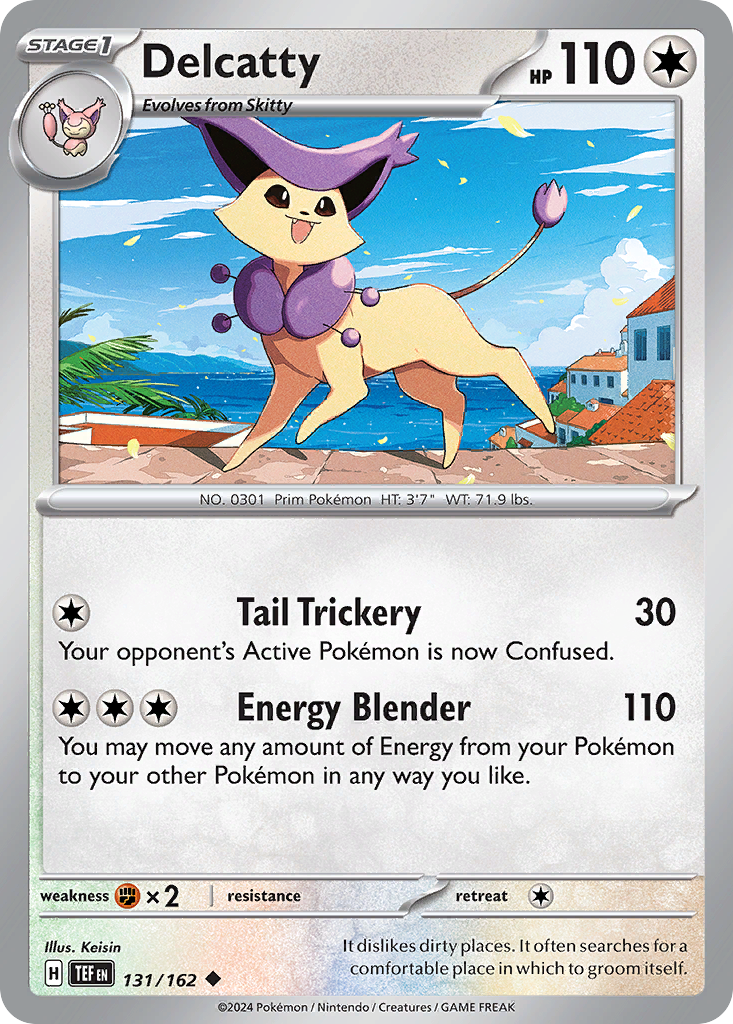 STAGE1
Delcatty
HP 110
Evolves from Skitty
NO. 0301 Prim Pokémon HT: 3'7" WT: 71.9 lbs.
Tail Trickery 30
Your opponent's Active Pokémon is now Confused.
Energy Blender 110
You may move any amount of Energy from your Pokémon
to your other Pokémon in any way you like.
weakness ×2 resistance retreat
Illus. Keisin
It dislikes dirty places. It often searches for a
comfortable place in which to groom itself.
H TEF EN 131/162
©2024 Pokémon / Nintendo / Creatures / GAME FREAK